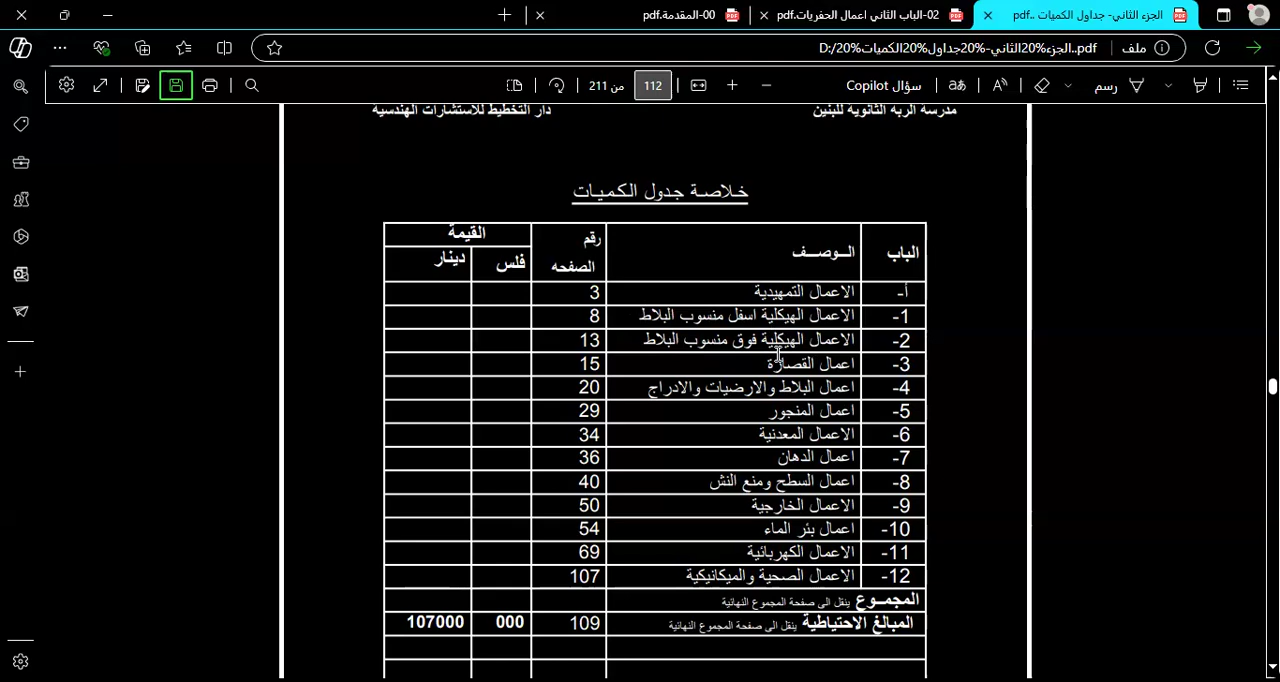 الجزء الثاني- جداول الكميات ..pdf
02-الباب الثاني اعمال الحفريات.pdf
00-المقدمة.pdf
ملف
D:/20%الجزء%20الثاني-%20جداول%20الكميات..pdf
112
من 211
سؤال Copilot
رسم
مدرسة الربه الثانوية للبنين
دار التخطيط للاستشارات الهندسية
خلاصة جدول الكميات
الباب الـوصـف رقم الصفحه القيمة
فلس دينار
أ- الاعمال التمهيدية 3
1- الاعمال الهيكلية اسفل منسوب البلاط 8
2- الاعمال الهيكلية فوق منسوب البلاط 13
3- اعمال القصارة 15
4- اعمال البلاط والارضيات والادراج 20
5- اعمال المنجور 29
6- الاعمال المعدنية 34
7- اعمال الدهان 36
8- اعمال السطح ومنع النش 40
9- الاعمال الخارجية 50
10- اعمال بئر الماء 54
11- الاعمال الكهربائية 69
12- الاعمال الصحية والميكانيكية 107
المجمـوع ينقل الى صفحة المجموع النهائية
المبالغ الاحتياطية ينقل الى صفحة المجموع النهائية 109 000 107000